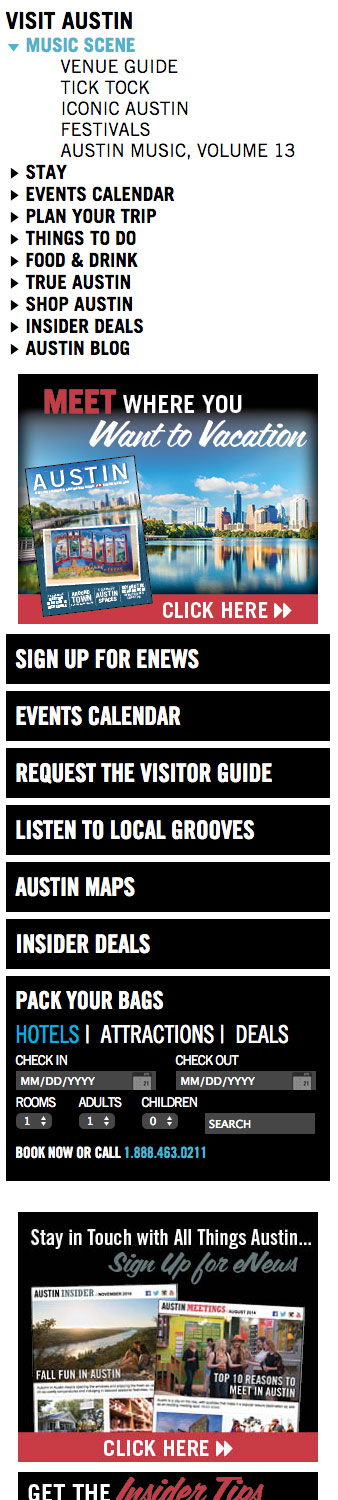 VISIT AUSTIN
MUSIC SCENE
VENUE GUIDE
TICK TOCK
ICONIC AUSTIN
FESTIVALS
AUSTIN MUSIC, VOLUME 13
STAY
EVENTS CALENDAR
PLAN YOUR TRIP
THINGS TO DO
FOOD & DRINK
TRUE AUSTIN
SHOP AUSTIN
INSIDER DEALS
AUSTIN BLOG
MEET WHERE YOU
Want to Vacation
AUSTIN
AROUND
TOWN
AUSTIN
SPACES
CLICK HERE
SIGN UP FOR ENEWS
EVENTS CALENDAR
REQUEST THE VISITOR GUIDE
LISTEN TO LOCAL GROOVES
AUSTIN MAPS
INSIDER DEALS
PACK YOUR BAGS
HOTELS | ATTRACTIONS | DEALS
CHECK IN CHECK OUT
MM/DD/YYYY MM/DD/YYYY
ROOMS ADULTS CHILDREN
1 1 0 SEARCH
BOOK NOW OR CALL 1.888.463.0211
Stay in Touch with All Things Austin...
Sign Up for eNews
AUSTIN INSIDER | NOVEMBER 2014
AUSTIN MEETINGS | AUGUST 2014
FALL FUN IN AUSTIN
TOP 10 REASONS TO
MEET IN AUSTIN
CLICK HERE
GET THE Insider Tips